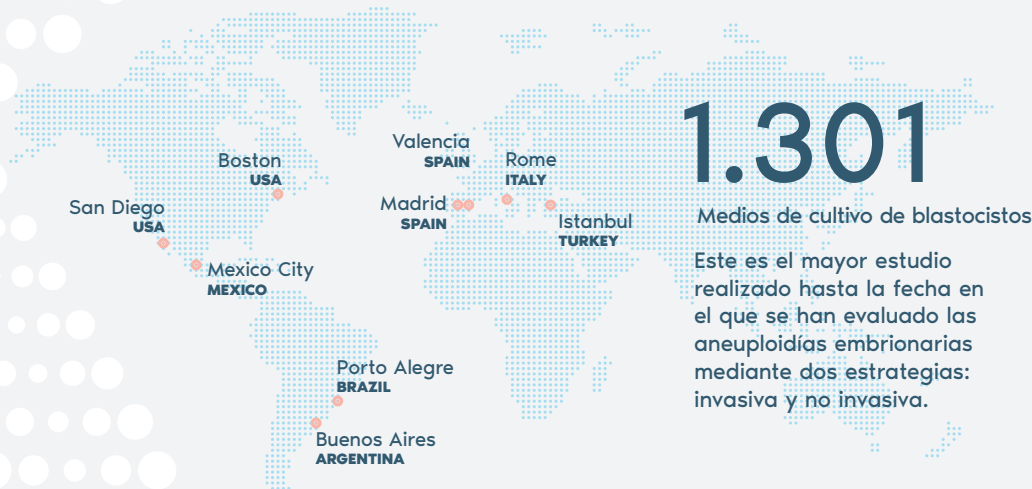 Valencia
SPAIN
Rome
ITALY
Boston
USA
Madrid
SPAIN
San Diego
USA
Istanbul
TURKEY
Mexico City
MEXICO
Porto Alegre
BRAZIL
Buenos Aires
ARGENTINA
1.301
Medios de cultivo de blastocistos
Este es el mayor estudio
realizado hasta la fecha en
el que se han evaluado las
aneuploidías embrionarias
mediante dos estrategias:
invasiva y no invasiva.